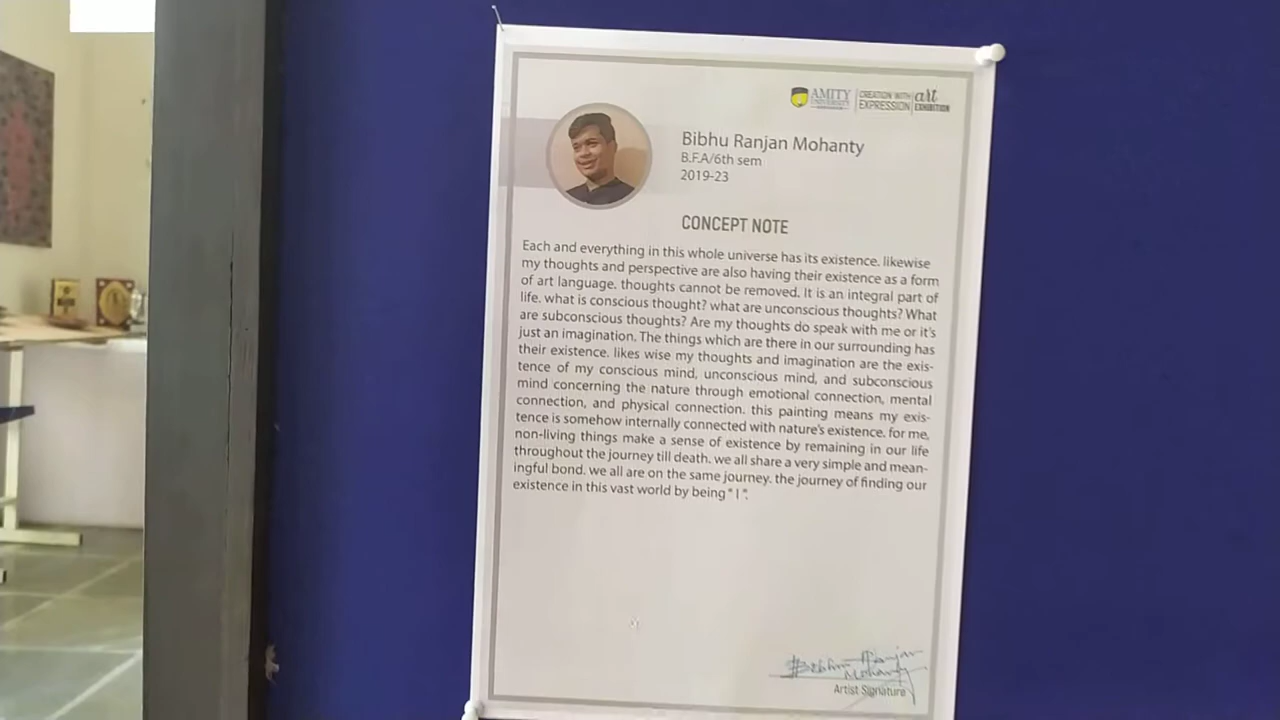 AMITY UNIVERSITY CREATION WITH EXPRESSION art EXHIBITION
Bibhu Ranjan Mohanty
B.F.A/6th sem
2019-23
CONCEPT NOTE
Each and everything in this whole universe has its existence. likewise
my thoughts and perspective are also having their existence as a form
of art language. thoughts cannot be removed. It is an integral part of
life. what is conscious thought? what are unconscious thoughts? What
are subconscious thoughts? Are my thoughts do speak with me or it's
just an imagination. The things which are there in our surrounding has
their existence. likes wise my thoughts and imagination are the exis-
tence of my conscious mind, unconscious mind, and subconscious
mind concerning the nature through emotional connection, mental
connection, and physical connection. this painting means my exis-
tence is somehow internally connected with nature's existence. for me,
non-living things make a sense of existence by remaining in our life
throughout the journey till death. we all share a very simple and mean-
ingful bond. we all are on the same journey. the journey of finding our
existence in this vast world by being " I ".
#Bibhu Ranjan
Mohanty
Artist Signature